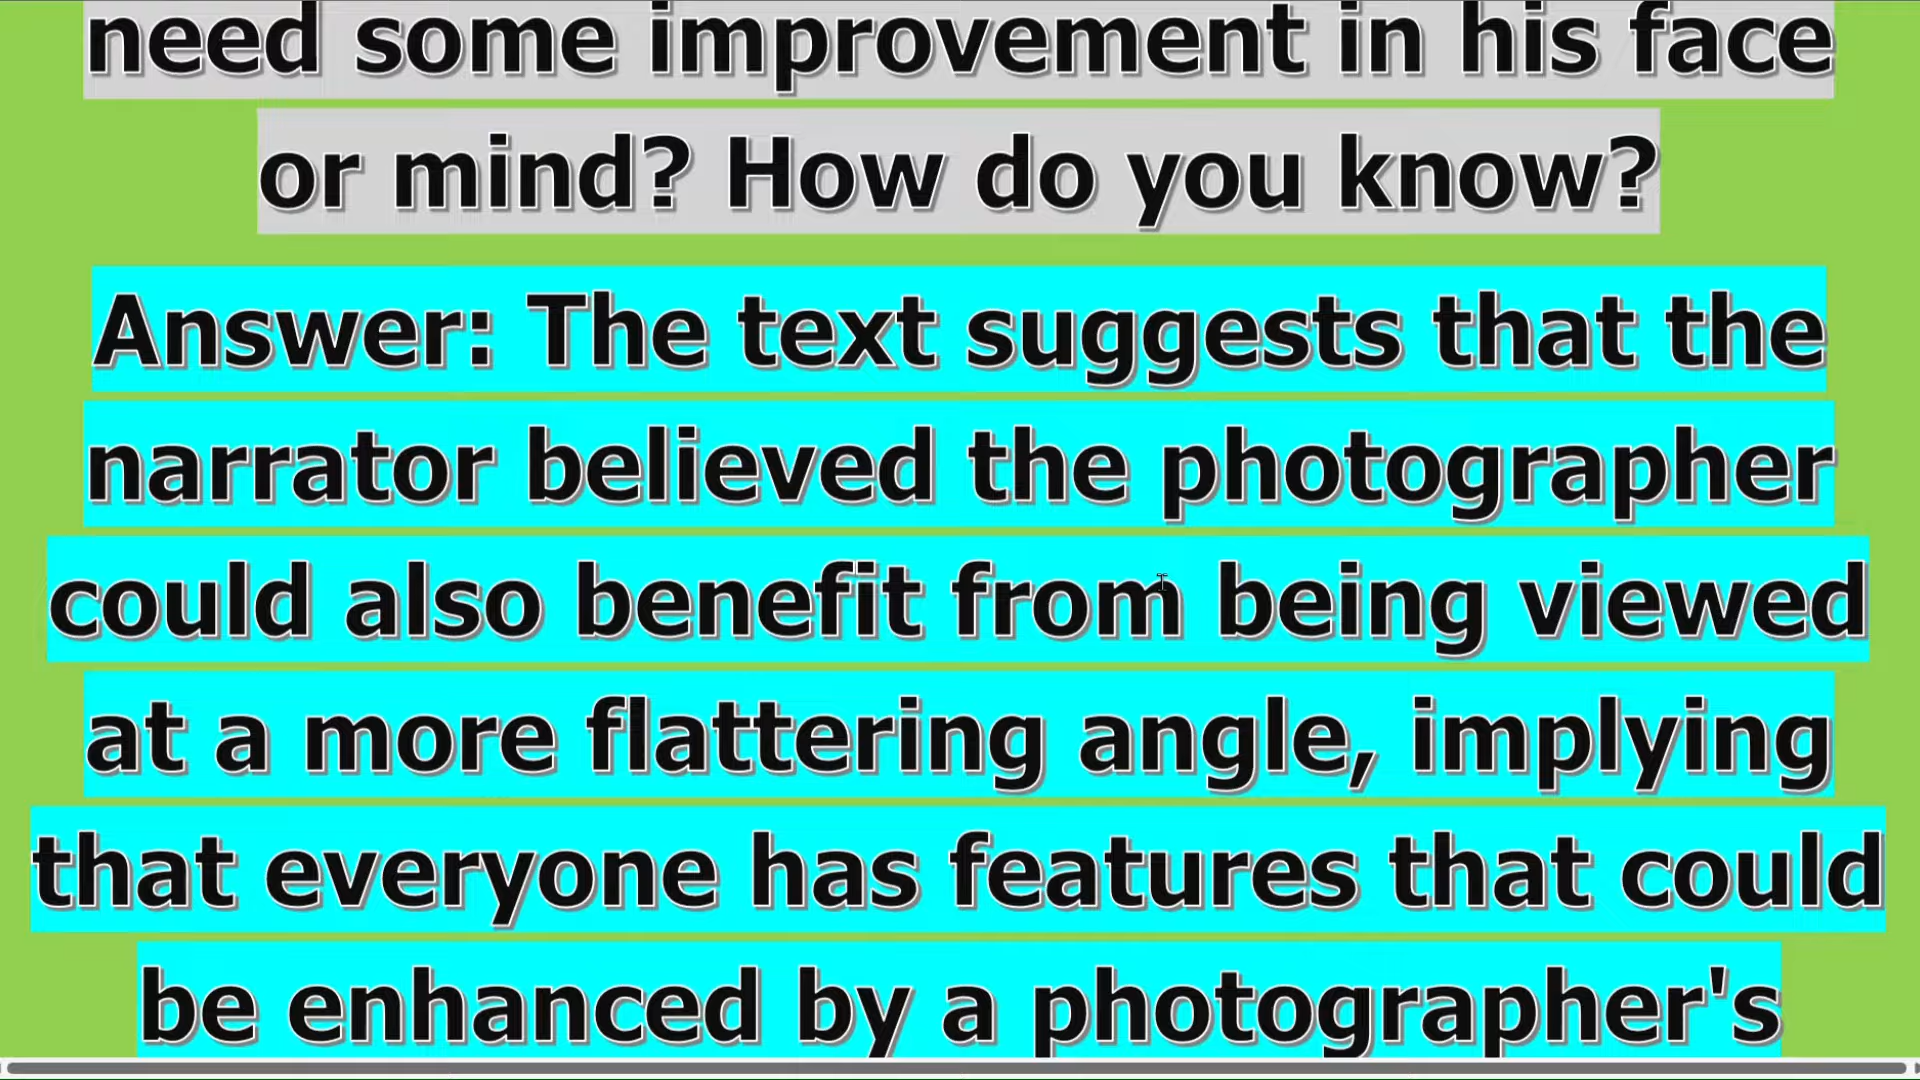 need some improvement in his face
or mind? How do you know?
Answer: The text suggests that the
narrator believed the photographer
could also benefit from being viewed
at a more flattering angle, implying
that everyone has features that could
be enhanced by a photographer's